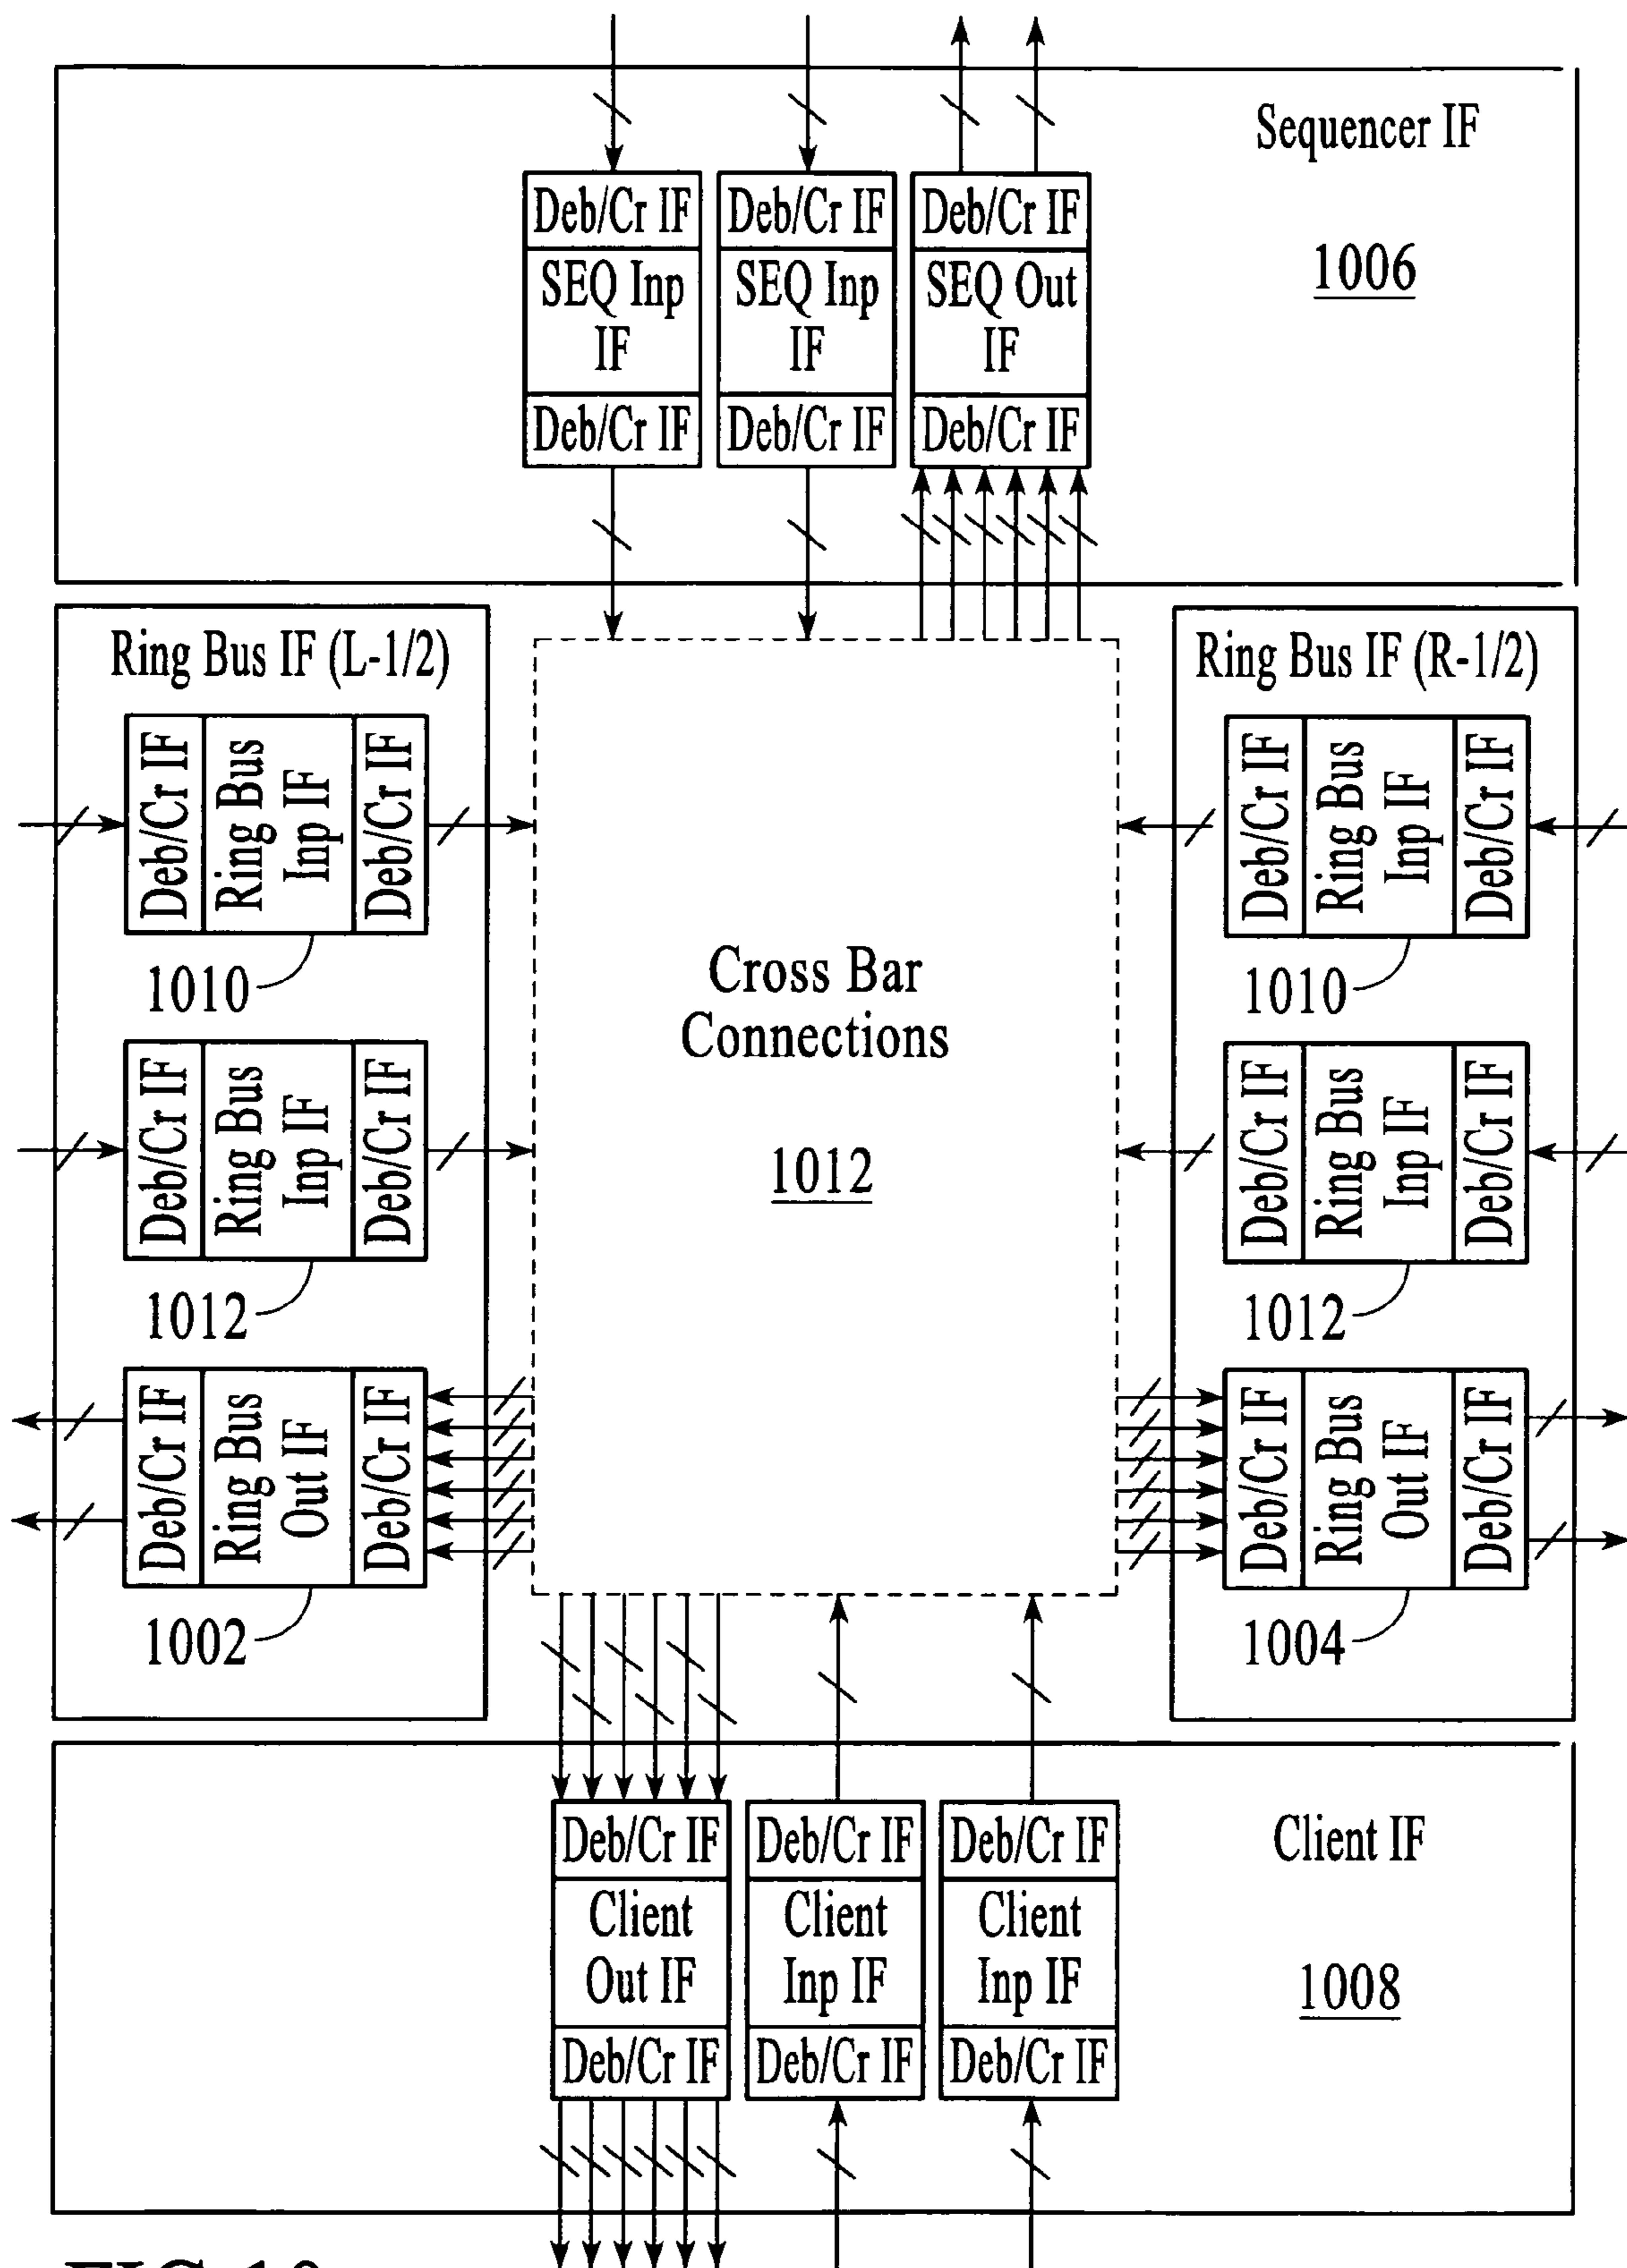 Sequencer IF
1006
Deb/Cr IF
SEQ Inp
IF
Deb/Cr IF
Deb/Cr IF
SEQ Inp
IF
Deb/Cr IF
Deb/Cr IF
SEQ Out
IF
Deb/Cr IF
Ring Bus IF (L-1/2)
Deb/Cr IF
Ring Bus
Inp IF
Deb/Cr IF
1010
Deb/Cr IF
Ring Bus
Inp IF
Deb/Cr IF
1012
Deb/Cr IF
Ring Bus
Out IF
Deb/Cr IF
1002
Cross Bar
Connections
1012
Ring Bus IF (R-1/2)
Deb/Cr IF
Ring Bus
Inp IF
Deb/Cr IF
1010
Deb/Cr IF
Ring Bus
Inp IF
Deb/Cr IF
1012
Deb/Cr IF
Ring Bus
Out IF
Deb/Cr IF
1004
Deb/Cr IF
Client
Out IF
Deb/Cr IF
Deb/Cr IF
Client
Inp IF
Deb/Cr IF
Deb/Cr IF
Client
Inp IF
Deb/Cr IF
Client IF
1008